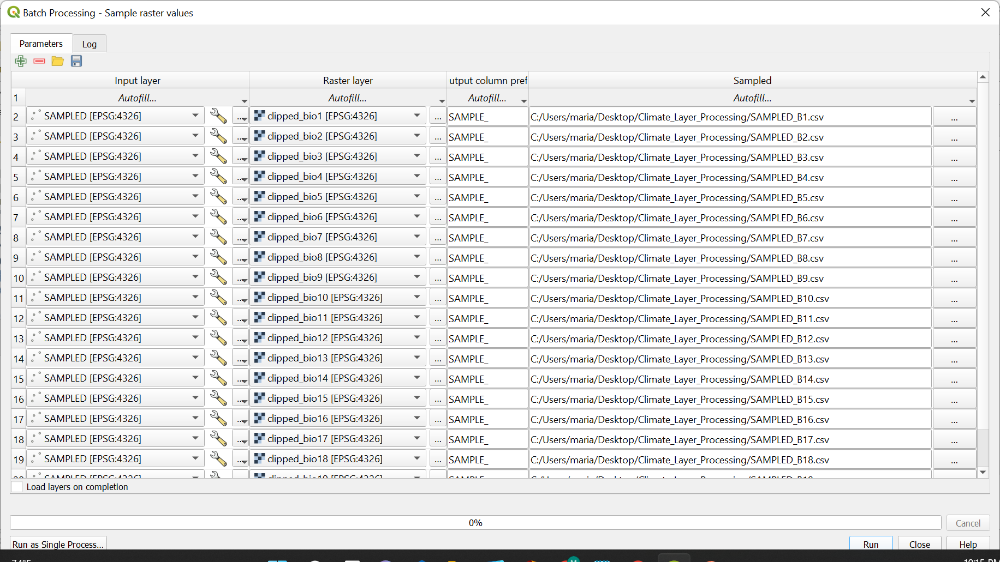 Batch Processing - Sample raster values
Parameters Log
Input layer Raster layer utput column pref Sampled
1 Autofill... Autofill... Autofill... Autofill...
2 SAMPLED [EPSG:4326] ... clipped_bio1 [EPSG:4326] ... SAMPLE_ C:/Users/maria/Desktop/Climate_Layer_Processing/SAMPLED_B1.csv ...
3 SAMPLED [EPSG:4326] ... clipped_bio2 [EPSG:4326] ... SAMPLE_ C:/Users/maria/Desktop/Climate_Layer_Processing/SAMPLED_B2.csv ...
4 SAMPLED [EPSG:4326] ... clipped_bio3 [EPSG:4326] ... SAMPLE_ C:/Users/maria/Desktop/Climate_Layer_Processing/SAMPLED_B3.csv ...
5 SAMPLED [EPSG:4326] ... clipped_bio4 [EPSG:4326] ... SAMPLE_ C:/Users/maria/Desktop/Climate_Layer_Processing/SAMPLED_B4.csv ...
6 SAMPLED [EPSG:4326] ... clipped_bio5 [EPSG:4326] ... SAMPLE_ C:/Users/maria/Desktop/Climate_Layer_Processing/SAMPLED_B5.csv ...
7 SAMPLED [EPSG:4326] ... clipped_bio6 [EPSG:4326] ... SAMPLE_ C:/Users/maria/Desktop/Climate_Layer_Processing/SAMPLED_B6.csv ...
8 SAMPLED [EPSG:4326] ... clipped_bio7 [EPSG:4326] ... SAMPLE_ C:/Users/maria/Desktop/Climate_Layer_Processing/SAMPLED_B7.csv ...
9 SAMPLED [EPSG:4326] ... clipped_bio8 [EPSG:4326] ... SAMPLE_ C:/Users/maria/Desktop/Climate_Layer_Processing/SAMPLED_B8.csv ...
10 SAMPLED [EPSG:4326] ... clipped_bio9 [EPSG:4326] ... SAMPLE_ C:/Users/maria/Desktop/Climate_Layer_Processing/SAMPLED_B9.csv ...
11 SAMPLED [EPSG:4326] ... clipped_bio10 [EPSG:4326] ... SAMPLE_ C:/Users/maria/Desktop/Climate_Layer_Processing/SAMPLED_B10.csv ...
12 SAMPLED [EPSG:4326] ... clipped_bio11 [EPSG:4326] ... SAMPLE_ C:/Users/maria/Desktop/Climate_Layer_Processing/SAMPLED_B11.csv ...
13 SAMPLED [EPSG:4326] ... clipped_bio12 [EPSG:4326] ... SAMPLE_ C:/Users/maria/Desktop/Climate_Layer_Processing/SAMPLED_B12.csv ...
14 SAMPLED [EPSG:4326] ... clipped_bio13 [EPSG:4326] ... SAMPLE_ C:/Users/maria/Desktop/Climate_Layer_Processing/SAMPLED_B13.csv ...
15 SAMPLED [EPSG:4326] ... clipped_bio14 [EPSG:4326] ... SAMPLE_ C:/Users/maria/Desktop/Climate_Layer_Processing/SAMPLED_B14.csv ...
16 SAMPLED [EPSG:4326] ... clipped_bio15 [EPSG:4326] ... SAMPLE_ C:/Users/maria/Desktop/Climate_Layer_Processing/SAMPLED_B15.csv ...
17 SAMPLED [EPSG:4326] ... clipped_bio16 [EPSG:4326] ... SAMPLE_ C:/Users/maria/Desktop/Climate_Layer_Processing/SAMPLED_B16.csv ...
18 SAMPLED [EPSG:4326] ... clipped_bio17 [EPSG:4326] ... SAMPLE_ C:/Users/maria/Desktop/Climate_Layer_Processing/SAMPLED_B17.csv ...
19 SAMPLED [EPSG:4326] ... clipped_bio18 [EPSG:4326] ... SAMPLE_ C:/Users/maria/Desktop/Climate_Layer_Processing/SAMPLED_B18.csv ...
Load layers on completion
0% Cancel
Run as Single Process... Run Close Help